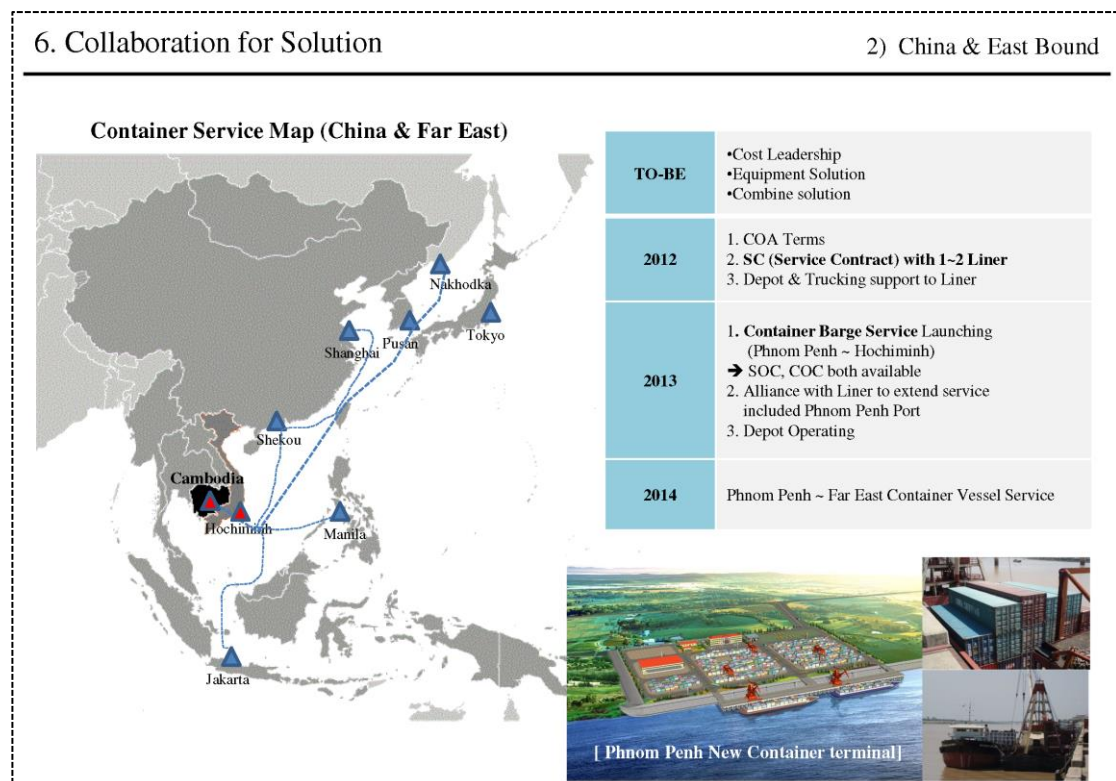 6. Collaboration for Solution
2) China & East Bound
Container Service Map (China & Far East)
Nakhodka
Pusan
Tokyo
Shanghai
Shekou
Cambodia
Hochiminh
Manila
Jakarta
TO-BE
•Cost Leadership
•Equipment Solution
•Combine solution
2012
1. COA Terms
2. SC (Service Contract) with 1~2 Liner
3. Depot & Trucking support to Liner
2013
1. Container Barge Service Launching
(Phnom Penh ~ Hochiminh)
➔ SOC, COC both available
2. Alliance with Liner to extend service
included Phnom Penh Port
3. Depot Operating
2014
Phnom Penh ~ Far East Container Vessel Service
[ Phnom Penh New Container terminal]